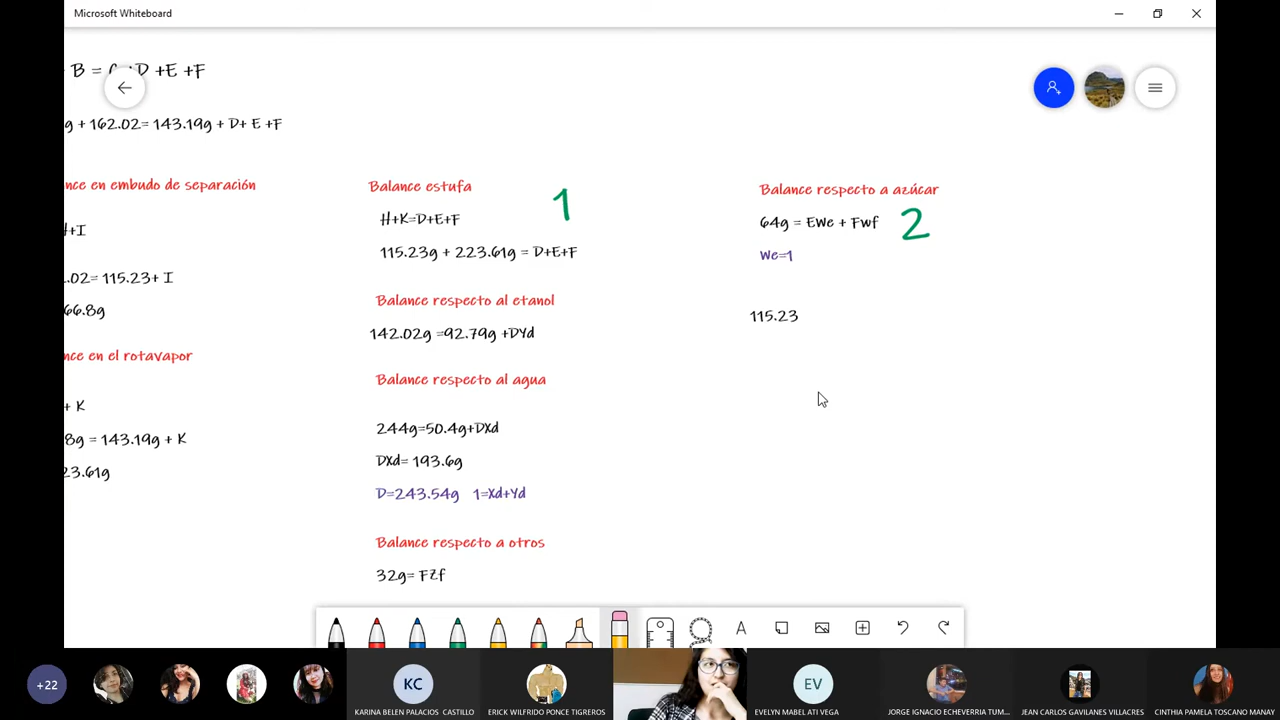 Microsoft Whiteboard
B = C+D +E +F
g + 162.02= 143.19g + D+ E +F
nce en embudo de separación
H+I
.02= 115.23+ I
66.8g
nce en el rotavapor
+ K
8g = 143.19g + K
23.61g
Balance estufa
1
H+K=D+E+F
115.23g + 223.61g = D+E+F
Balance respecto al etanol
142.02g =92.79g +DYd
Balance respecto al agua
244g=50.4g+DXd
DXd= 193.6g
D=243.54g 1=Xd+Yd
Balance respecto a otros
32g= FZf
Balance respecto a azúcar
64g = EWe + Fwf
2
We=1
115.23
A
+22
KC
EV
KARINA BELEN PALACIOS CASTILLO
ERICK WILFRIDO PONCE TIGREROS
EVELYN MABEL ATI VEGA
JORGE IGNACIO ECHEVERRIA TUM...
JEAN CARLOS GAVILANES VILLACRES
CINTHIA PAMELA TOSCANO MANAY